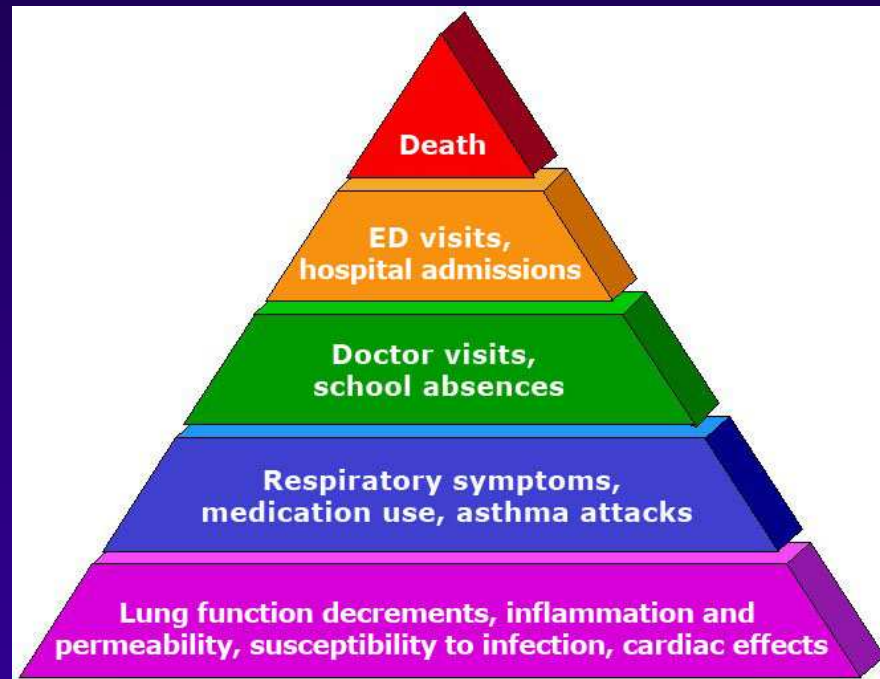 Death
ED visits,
hospital admissions
Doctor visits,
school absences
Respiratory symptoms,
medication use, asthma attacks
Lung function decrements, inflammation and
permeability, susceptibility to infection, cardiac effects